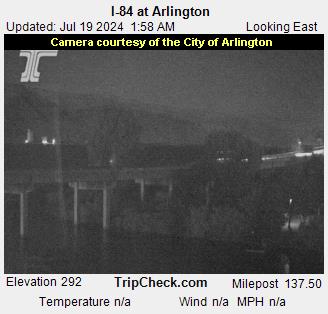 I-84 at Arlington
Updated: Jul 19 2024 1:58 AM Looking East
Camera courtesy of the City of Arlington
Elevation 292 TripCheck.com Milepost 137.50
Temperature n/a Wind n/a MPH n/a